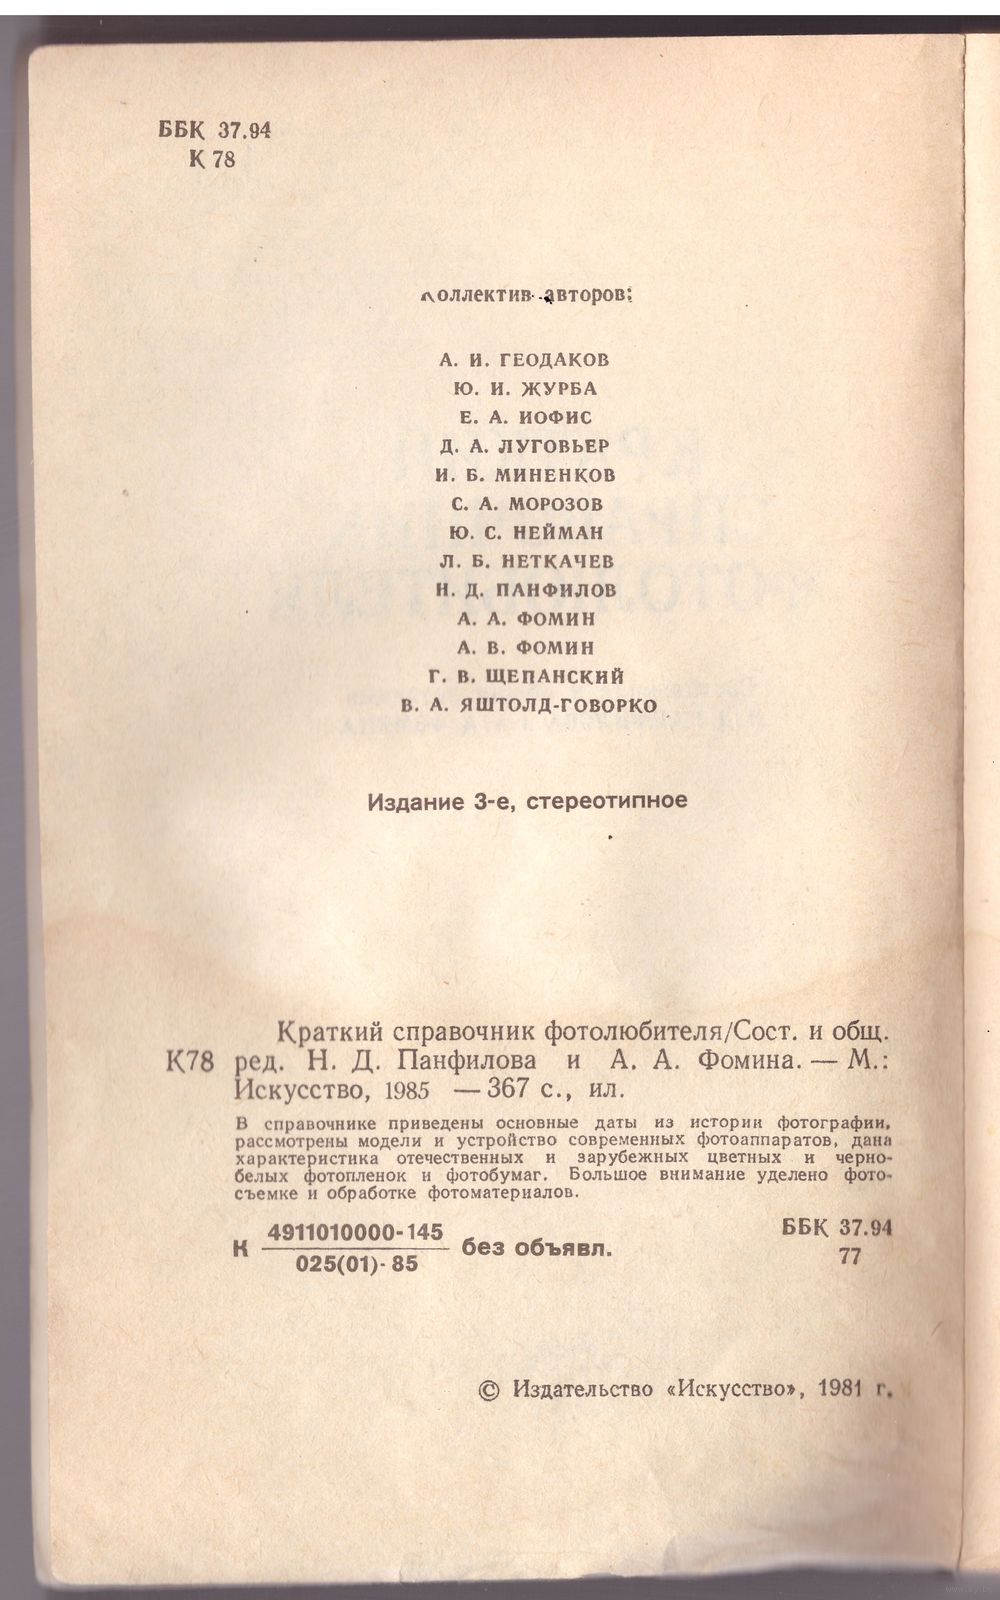 ББК 37.94
К 78
Коллектив авторов:
А. И. ГЕОДАКОВ
Ю. И. ЖУРБА
Е. А. ИОФИС
Д. А. ЛУГОВЬЕР
И. Б. МИНЕНКОВ
С. А. МОРОЗОВ
Ю. С. НЕЙМАН
Л. Б. НЕТКАЧЕВ
Н. Д. ПАНФИЛОВ
А. А. ФОМИН
А. В. ФОМИН
Г. В. ЩЕПАНСКИЙ
В. А. ЯШТОЛД-ГОВОРКО
Издание 3-е, стереотипное
Краткий справочник фотолюбителя/Сост. и общ.
К78 ред. Н. Д. Панфилова и А. А. Фомина. — М.:
Искусство, 1985 — 367 с., ил.
В справочнике приведены основные даты из истории фотографии,
рассмотрены модели и устройство современных фотоаппаратов, дана
характеристика отечественных и зарубежных цветных и черно-
белых фотопленок и фотобумаг. Большое внимание уделено фото-
съемке и обработке фотоматериалов.
К 4911010000-145 без объявл.
025(01)-85
ББК 37.94
77
© Издательство «Искусство», 1981 г.